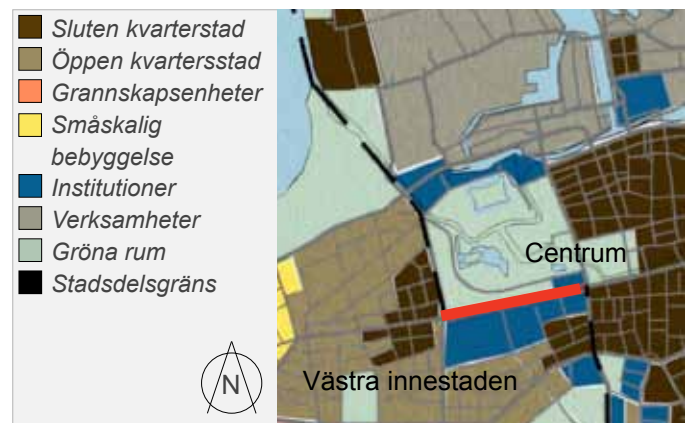 Sluten kvarterstad
Öppen kvartersstad
Grannskapsenheter
Småskalig
bebyggelse
Institutioner
Verksamheter
Gröna rum
Stadsdelsgräns
N
Centrum
Västra innestaden